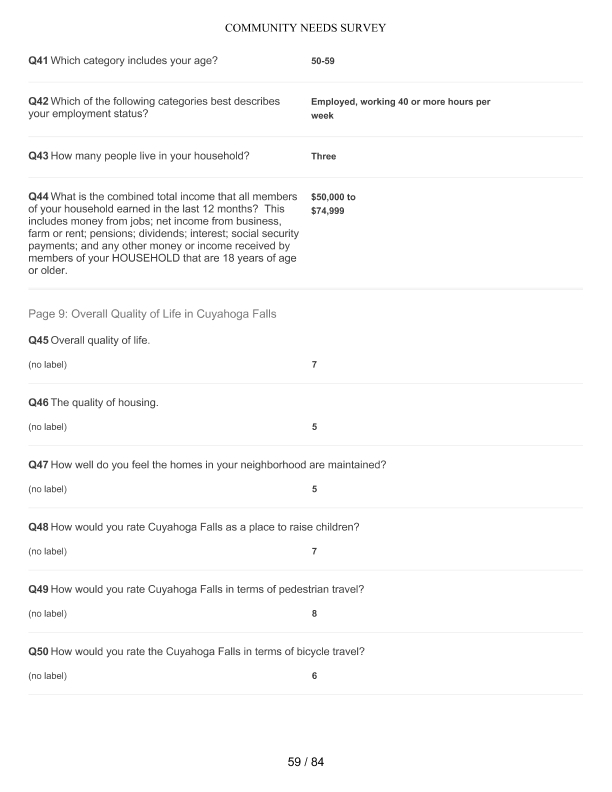 COMMUNITY NEEDS SURVEY
Q41 Which category includes your age?
50-59
Q42 Which of the following categories best describes
your employment status?
Employed, working 40 or more hours per
week
Q43 How many people live in your household?
Three
Q44 What is the combined total income that all members
of your household earned in the last 12 months?  This
includes money from jobs; net income from business,
farm or rent; pensions; dividends; interest; social security
payments; and any other money or income received by
members of your HOUSEHOLD that are 18 years of age
or older.
$50,000 to
$74,999
Page 9: Overall Quality of Life in Cuyahoga Falls
Q45 Overall quality of life.
(no label) 7
Q46 The quality of housing.
(no label) 5
Q47 How well do you feel the homes in your neighborhood are maintained?
(no label) 5
Q48 How would you rate Cuyahoga Falls as a place to raise children?
(no label) 7
Q49 How would you rate Cuyahoga Falls in terms of pedestrian travel?
(no label) 8
Q50 How would you rate the Cuyahoga Falls in terms of bicycle travel?
(no label) 6
59 / 84